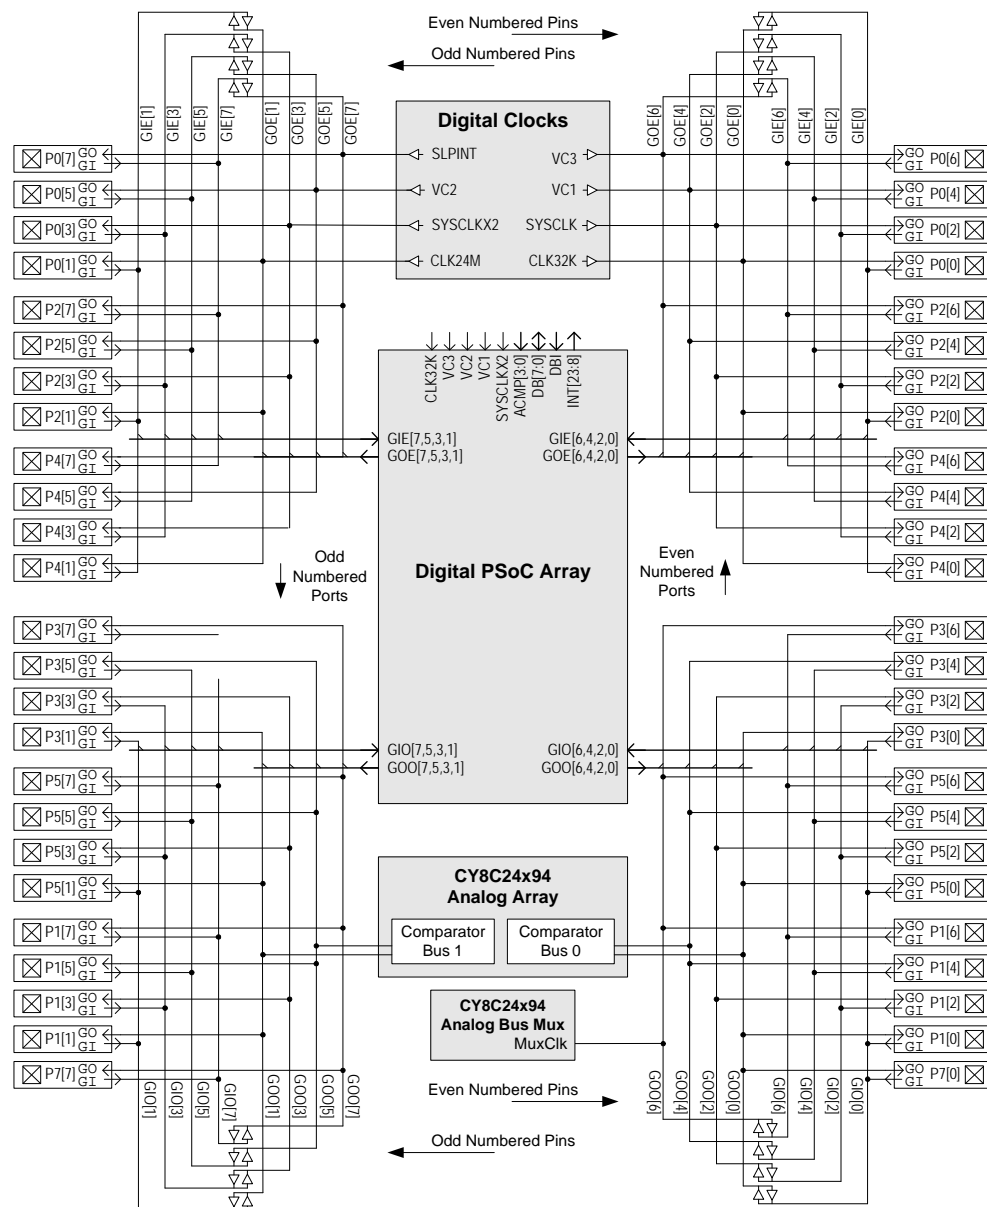 Even Numbered Pins
Odd Numbered Pins
GIE[1]
GIE[3]
GIE[5]
GIE[7]
GOE[1]
GOE[3]
GOE[5]
GOE[7]
GOE[6]
GOE[4]
GOE[2]
GOE[0]
GIE[6]
GIE[4]
GIE[2]
GIE[0]
Digital Clocks
SLPINT
VC3
VC2
VC1
SYSCLKX2
SYSCLK
CLK24M
CLK32K
P0[7] GO GI
P0[5] GO GI
P0[3] GO GI
P0[1] GO GI
P2[7] GO GI
P2[5] GO GI
P2[3] GO GI
P2[1] GO GI
P4[7] GO GI
P4[5] GO GI
P4[3] GO GI
P4[1] GO GI
GO GI P0[6]
GO GI P0[4]
GO GI P0[2]
GO GI P0[0]
GO GI P2[6]
GO GI P2[4]
GO GI P2[2]
GO GI P2[0]
GO GI P4[6]
GO GI P4[4]
GO GI P4[2]
GO GI P4[0]
CLK32K
VC3
VC2
VC1
SYSCLKX2
ACMP[3:0]
DB[7:0]
DBI
INT[23:8]
GIE[7,5,3,1]
GOE[7,5,3,1]
GIE[6,4,2,0]
GOE[6,4,2,0]
Odd
Numbered
Ports
Digital PSoC Array
Even
Numbered
Ports
P3[7] GO GI
P3[5] GO GI
P3[3] GO GI
P3[1] GO GI
P5[7] GO GI
P5[5] GO GI
P5[3] GO GI
P5[1] GO GI
P1[7] GO GI
P1[5] GO GI
P1[3] GO GI
P1[1] GO GI
P7[7] GO GI
GO GI P3[6]
GO GI P3[4]
GO GI P3[2]
GO GI P3[0]
GO GI P5[6]
GO GI P5[4]
GO GI P5[2]
GO GI P5[0]
GO GI P1[6]
GO GI P1[4]
GO GI P1[2]
GO GI P1[0]
GO GI P7[0]
GIO[7,5,3,1]
GOO[7,5,3,1]
GIO[6,4,2,0]
GOO[6,4,2,0]
CY8C24x94
Analog Array
Comparator
Bus 1
Comparator
Bus 0
CY8C24x94
Analog Bus Mux
MuxClk
GIO[1]
GIO[3]
GIO[5]
GIO[7]
GOO[1]
GOO[3]
GOO[5]
GOO[7]
GOO[6]
GOO[4]
GOO[2]
GOO[0]
GIO[6]
GIO[4]
GIO[2]
GIO[0]
Even Numbered Pins
Odd Numbered Pins